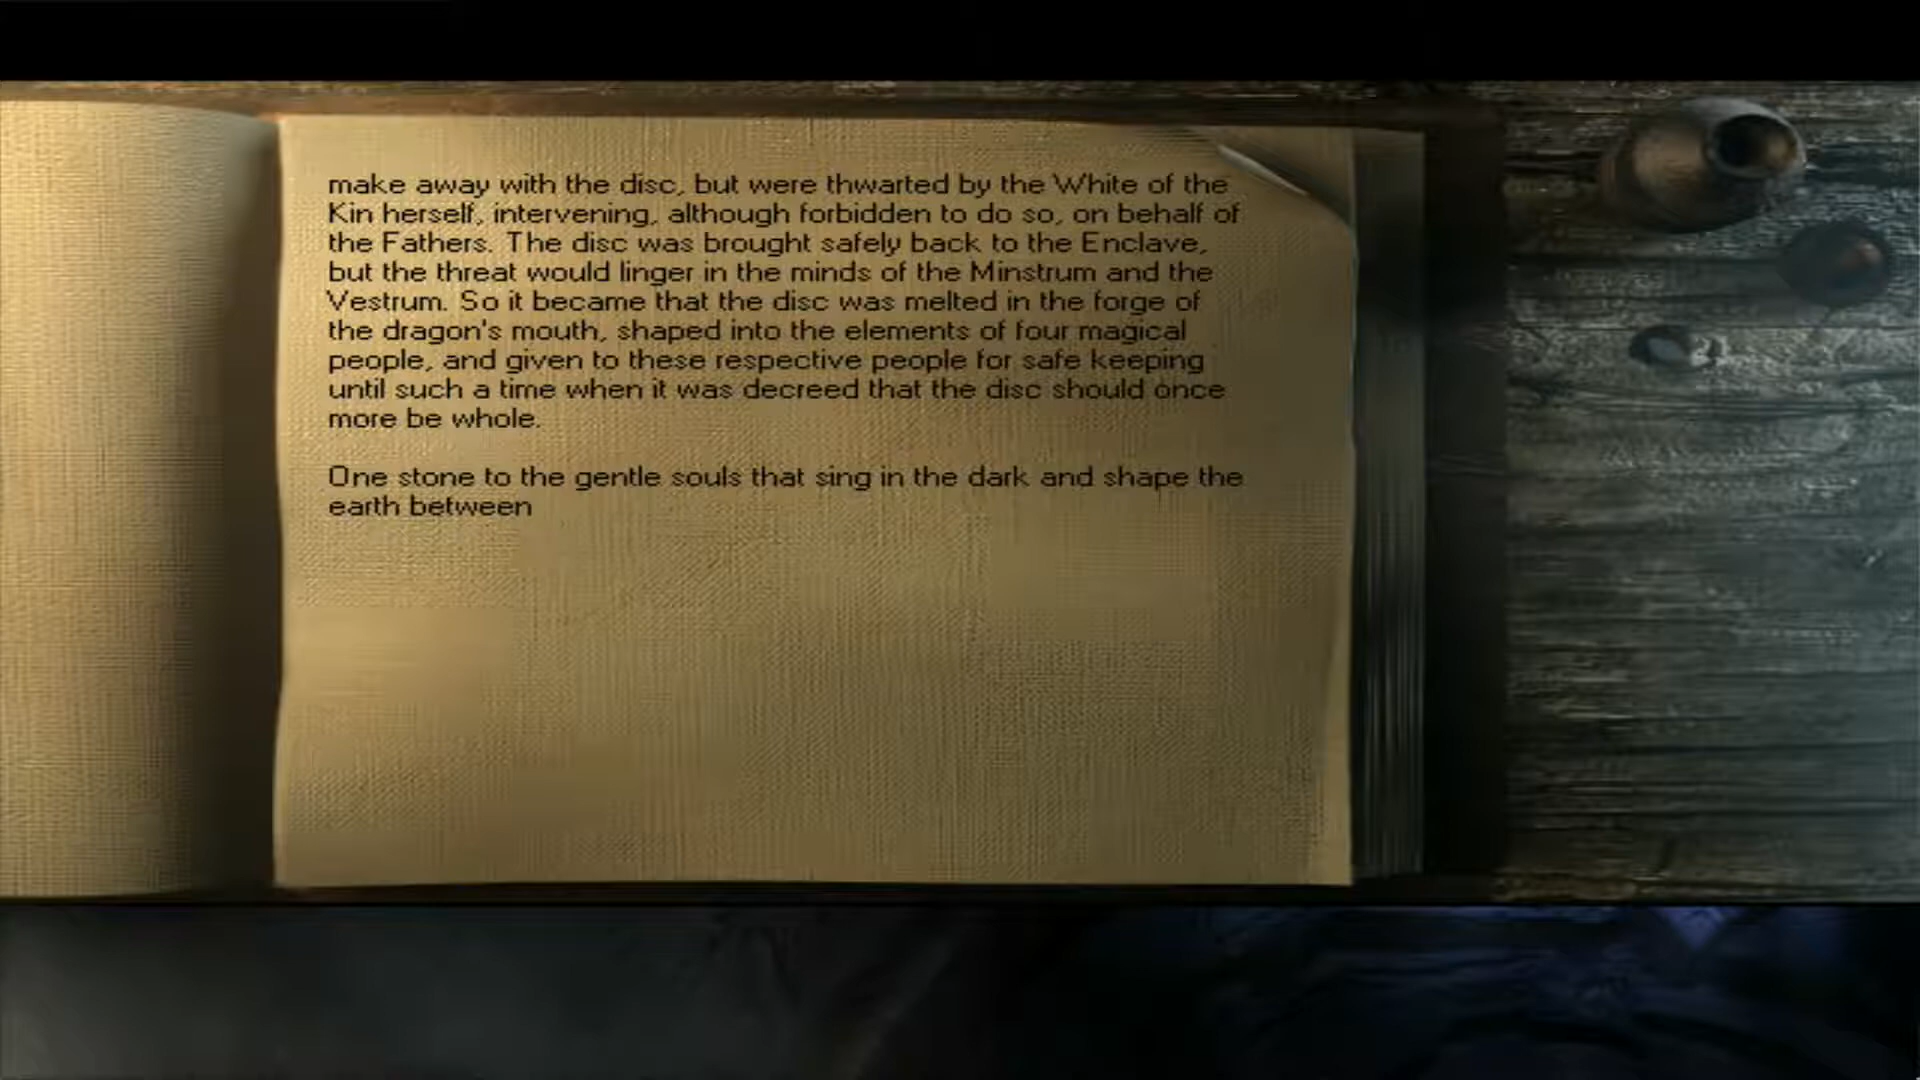 make away with the disc, but were thwarted by the White of the
Kin herself, intervening, although forbidden to do so, on behalf of
the Fathers. The disc was brought safely back to the Enclave,
but the threat would linger in the minds of the Minstrum and the
Vestrum. So it became that the disc was melted in the forge of
the dragon's mouth, shaped into the elements of four magical
people, and given to these respective people for safe keeping
until such a time when it was decreed that the disc should once
more be whole.
One stone to the gentle souls that sing in the dark and shape the
earth between